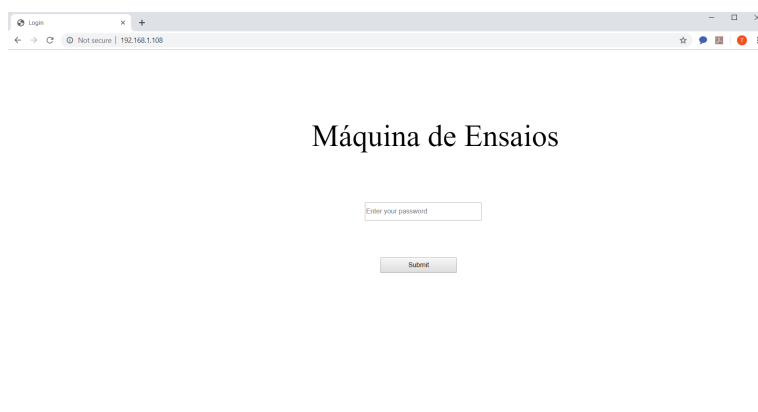 Login
Not secure | 192.168.1.108
Máquina de Ensaios
Enter your password
Submit